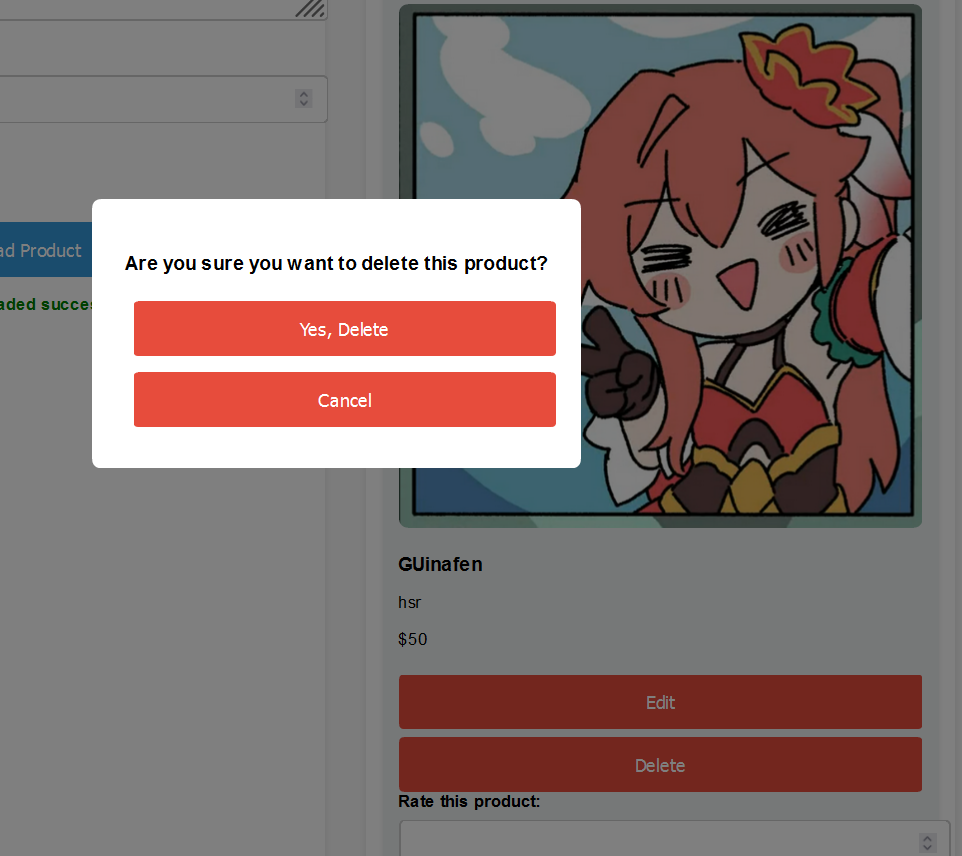 ad Product
aded succes
Are you sure you want to delete this product?
Yes, Delete
Cancel
GUinafen
hsr
$50
Edit
Delete
Rate this product: